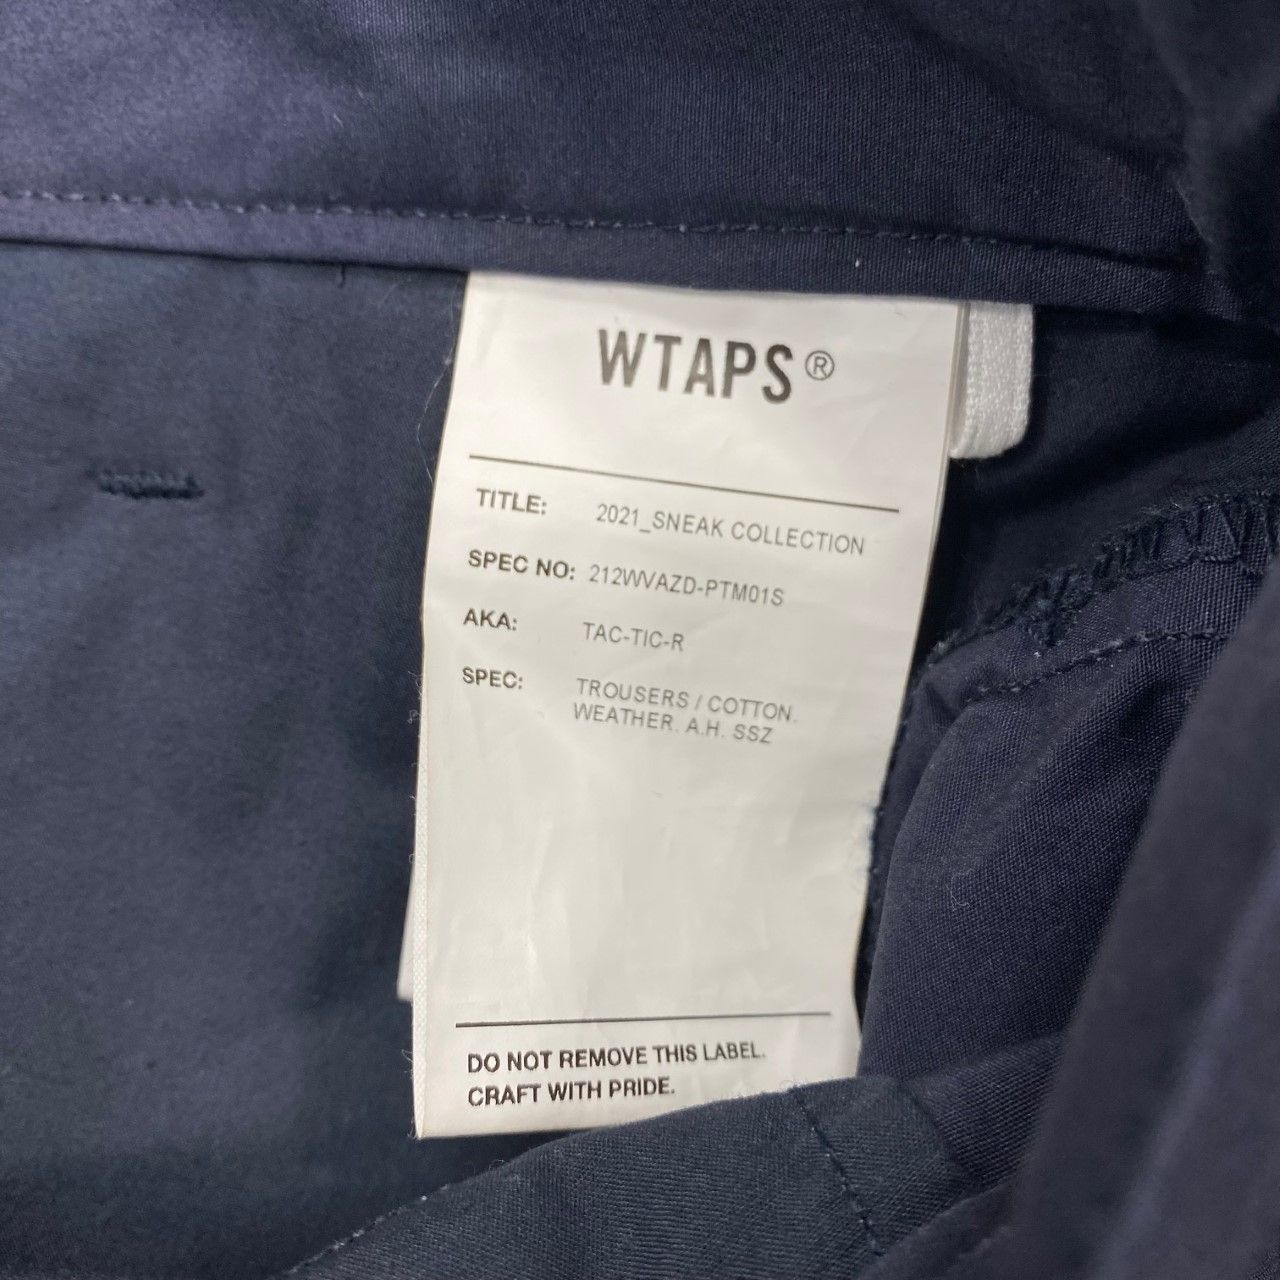 WTAPS®
TITLE: 2021_SNEAK COLLECTION
SPEC NO: 212WVAZD-PTM01S
AKA: TAC-TIC-R
SPEC: TROUSERS / COTTON.
WEATHER. A.H. SSZ
DO NOT REMOVE THIS LABEL.
CRAFT WITH PRIDE.